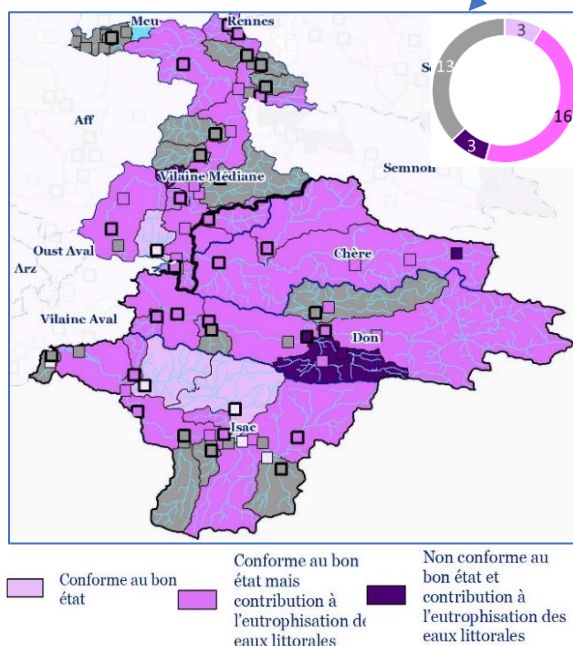 Meu
Rennes
3
13
16
3
Aff
Semnon
Vilaine Médiane
Oust Aval
Chère
Arz
Vilaine Aval
Don
Isac
Conforme au bon
état
Conforme au bon
état mais
contribution à
l'eutrophisation de
eaux littorales
Non conforme au
bon état et
contribution à
l'eutrophisation des
eaux littorales